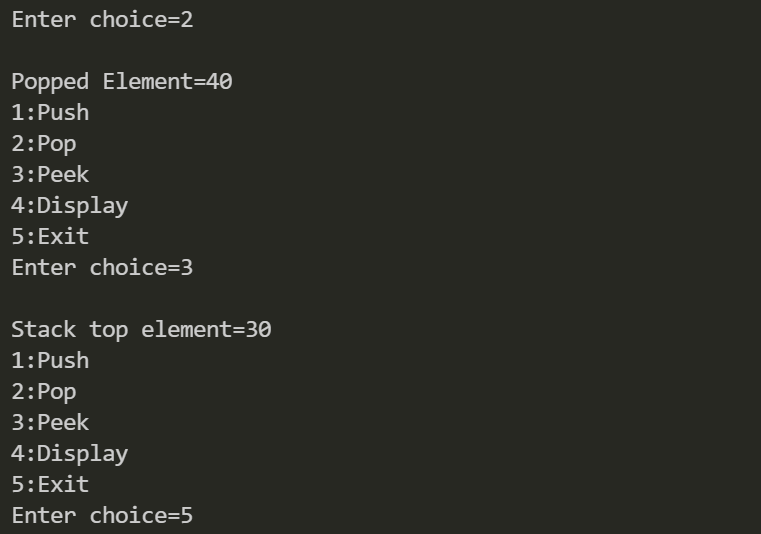 Enter choice=2
Popped Element=40
1:Push
2:Pop
3:Peek
4:Display
5:Exit
Enter choice=3
Stack top element=30
1:Push
2:Pop
3:Peek
4:Display
5:Exit
Enter choice=5